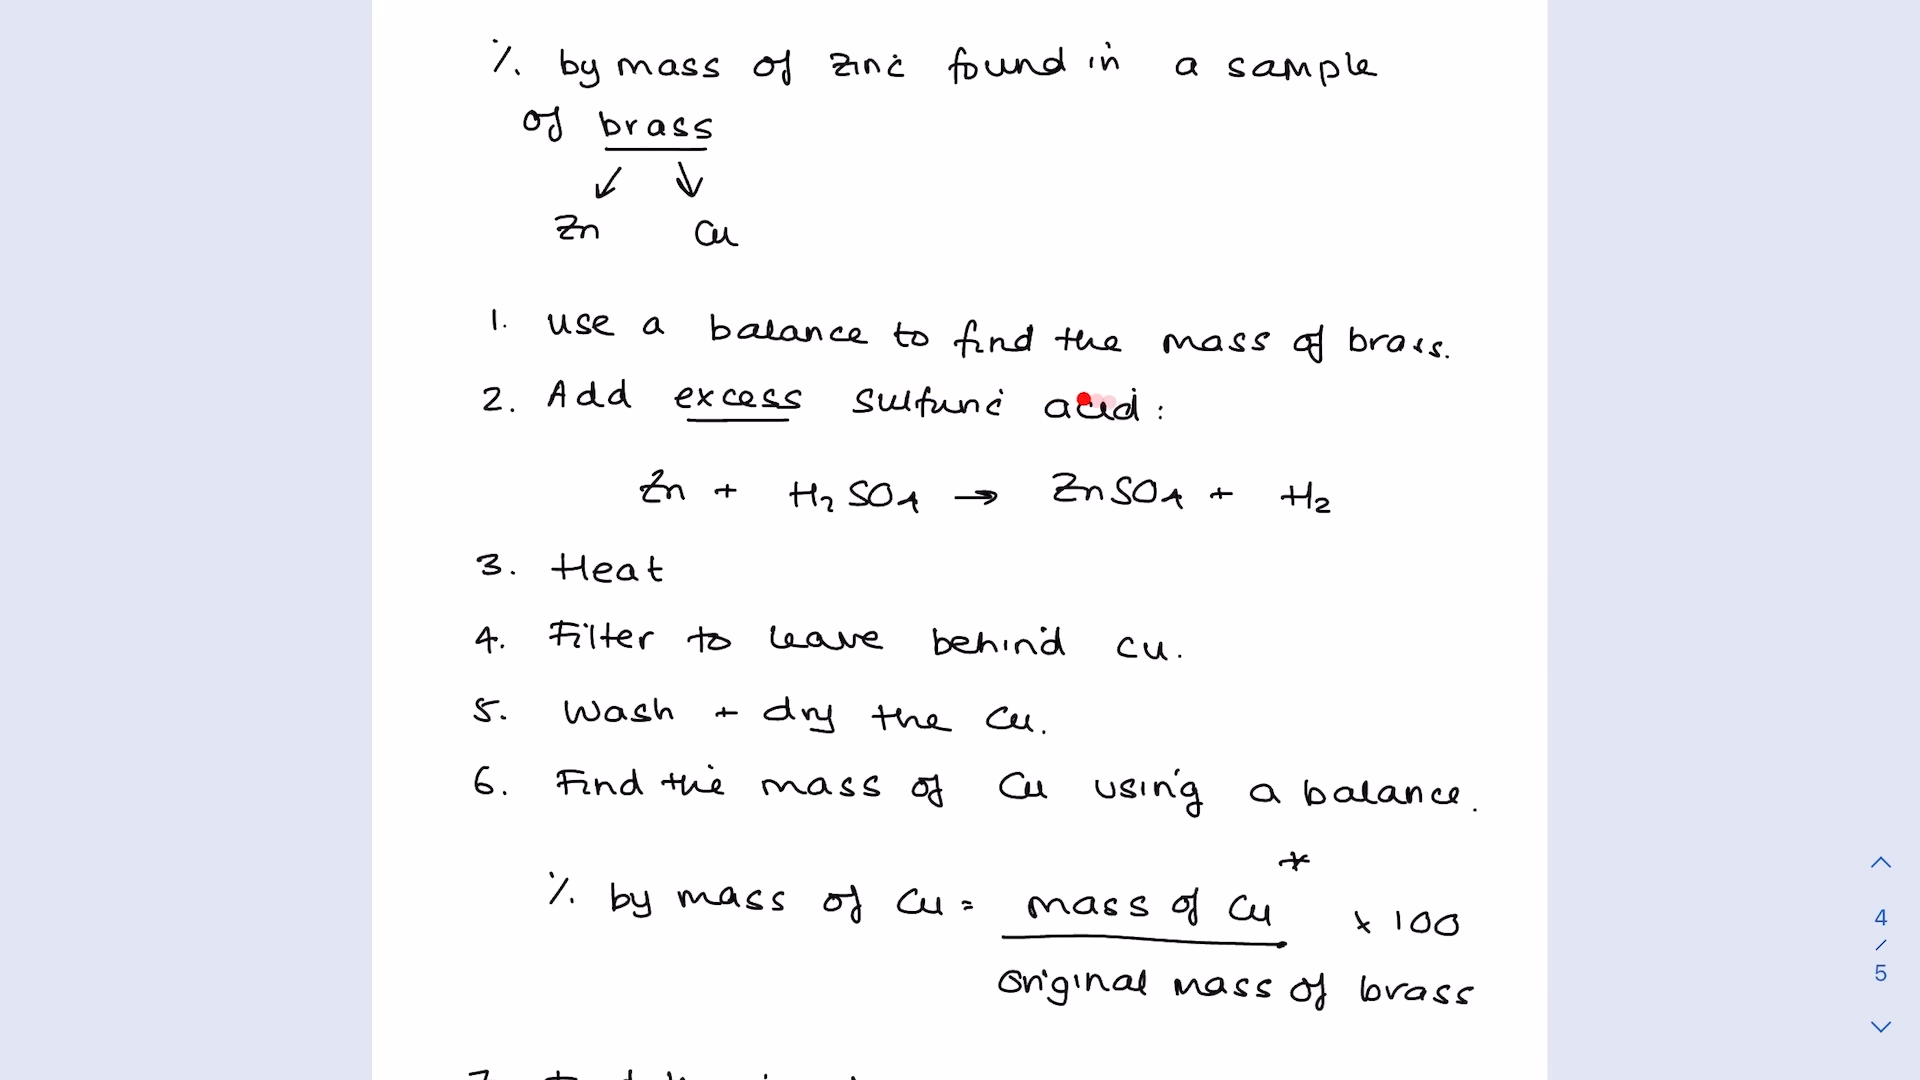 % by mass of zinc found in a sample
of brass
Zn Cu
1. use a balance to find the mass of brass.
2. Add excess sulfuric acid:
Zn + H₂SO₄ → ZnSO₄ + H₂
3. Heat
4. Filter to leave behind Cu.
5. Wash + dry the Cu.
6. Find the mass of Cu using a balance.
*
% by mass of Cu = mass of Cu × 100
original mass of brass
4
/
5